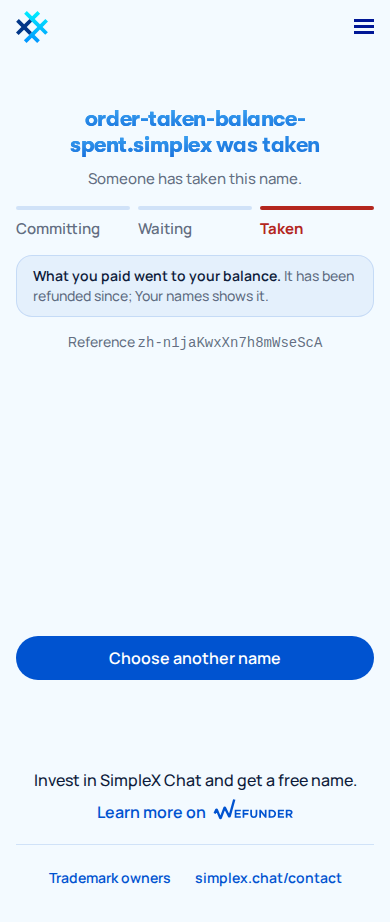 order-taken-balance-
spent.simplex was taken
Someone has taken this name.
Committing
Waiting
Taken
What you paid went to your balance. It has been
refunded since; Your names shows it.
Reference zh-n1jaKwxXn7h8mWseScA
Choose another name
Invest in SimpleX Chat and get a free name.
Learn more on WEFUNDER
Trademark owners
simplex.chat/contact